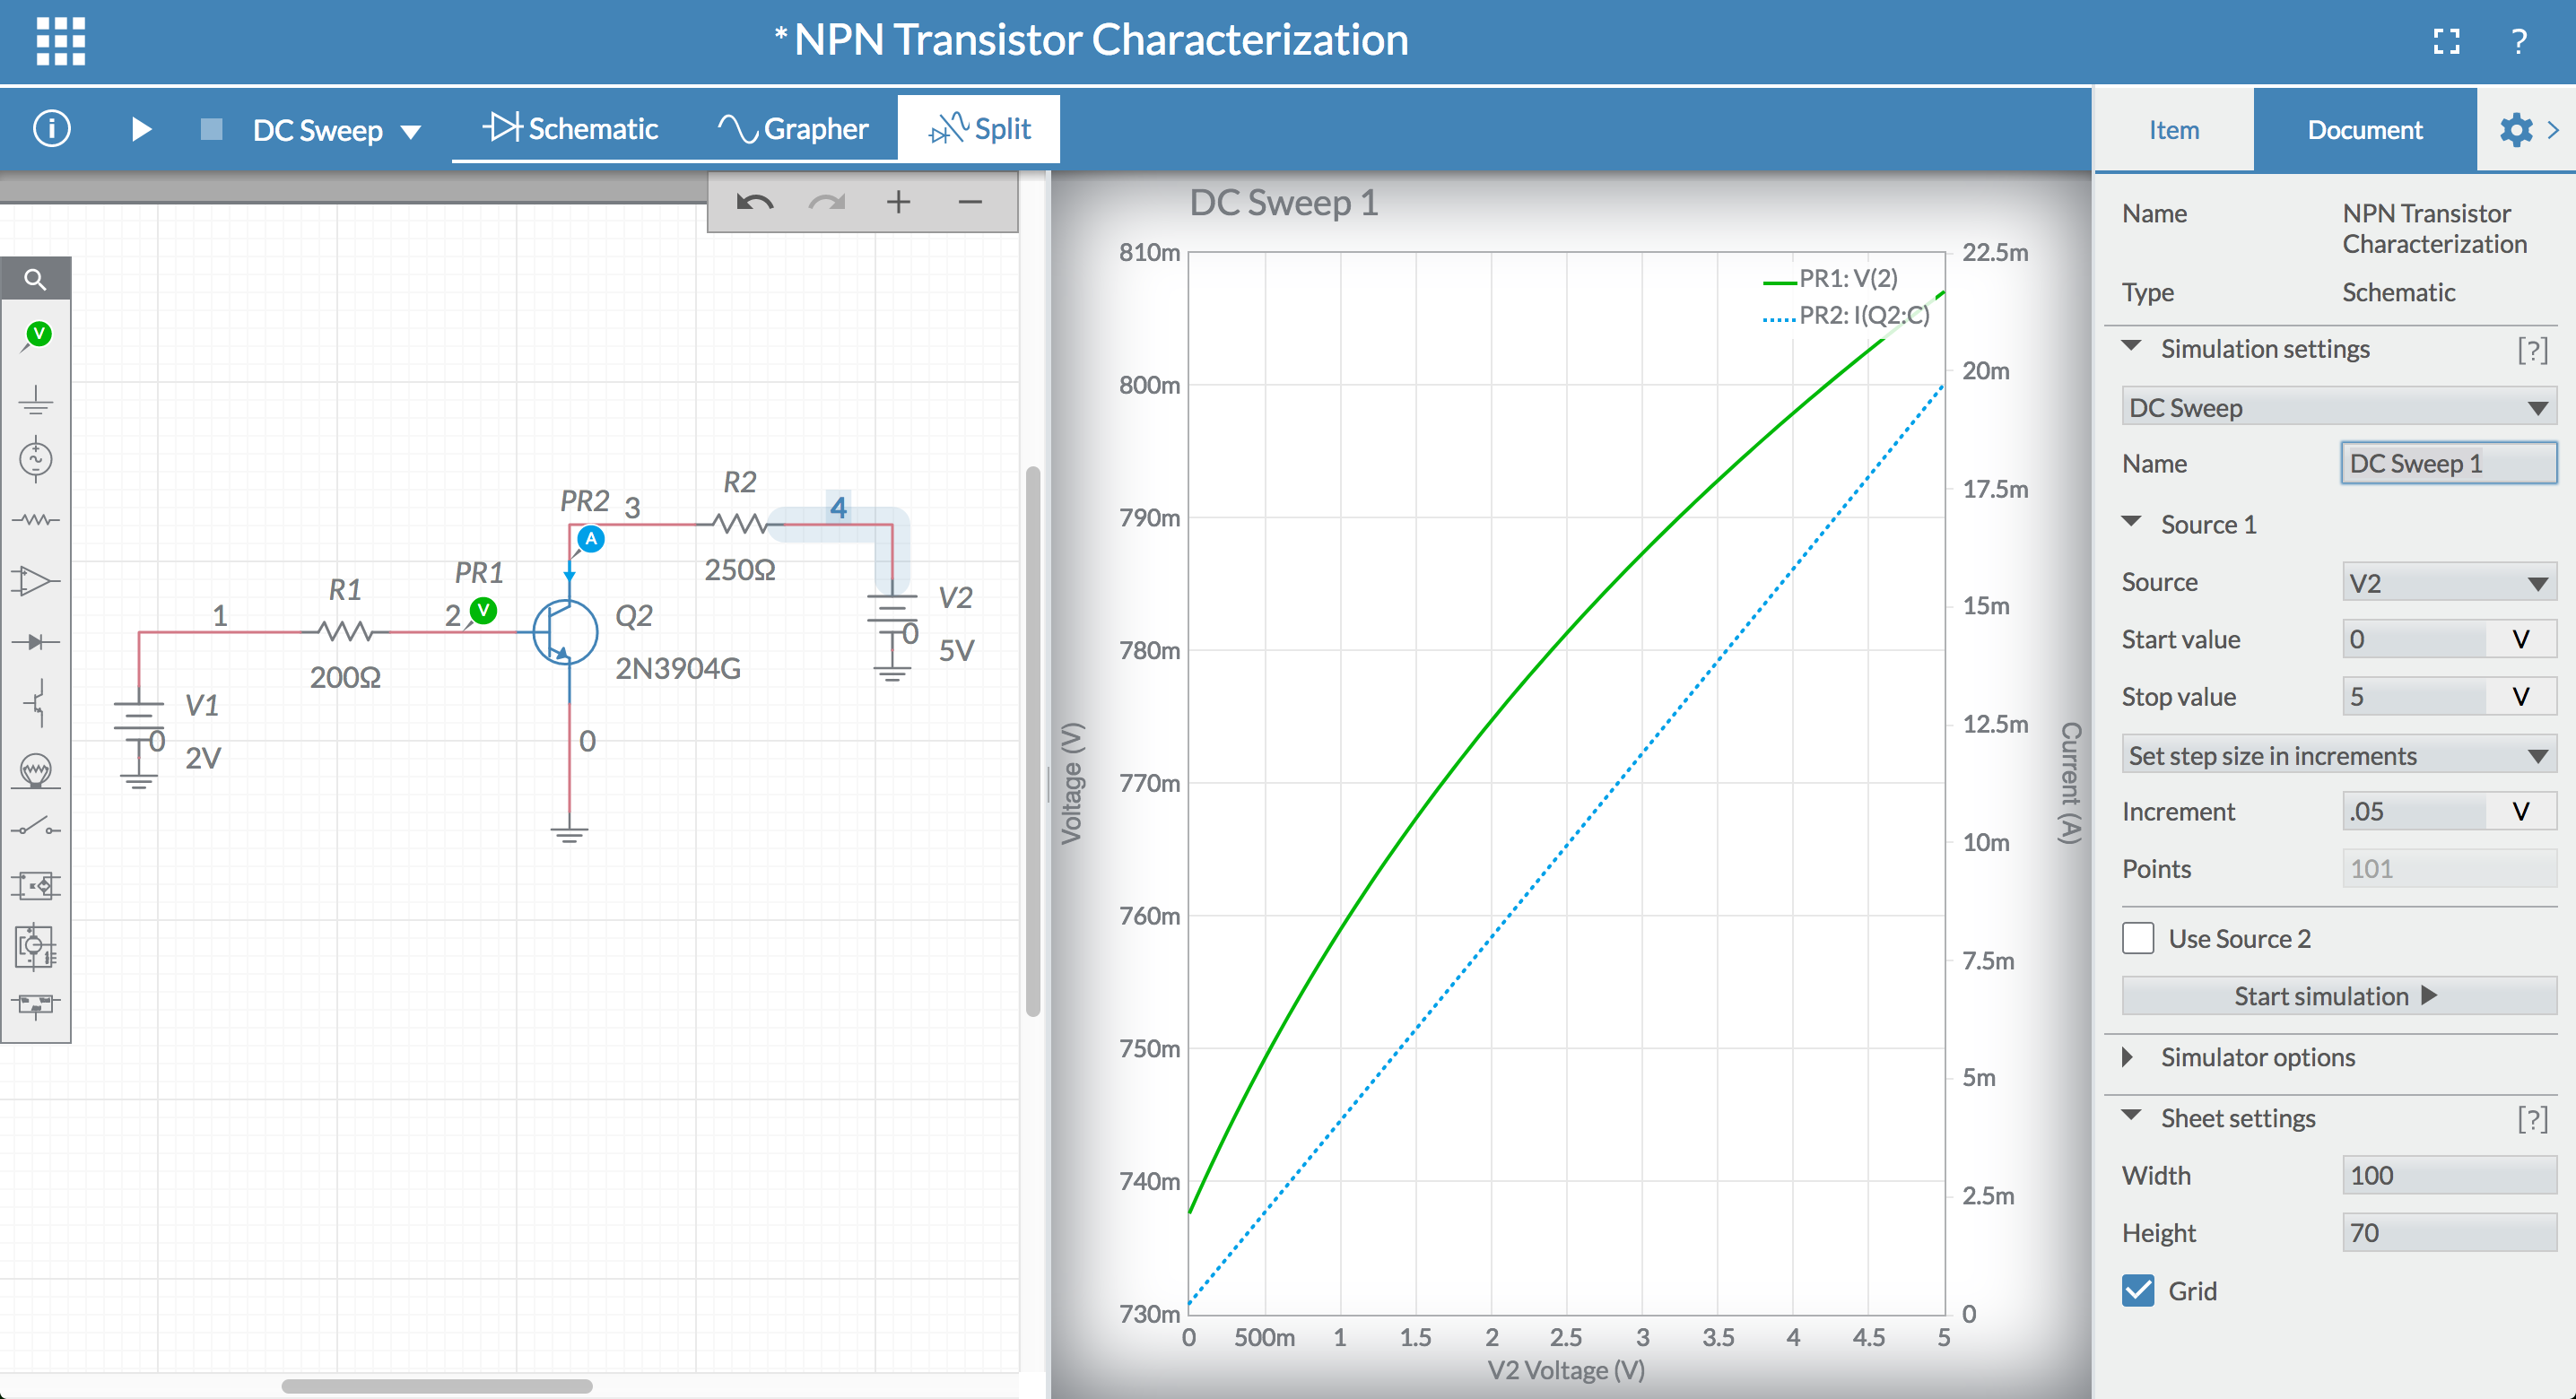 * NPN Transistor Characterization
?
DC Sweep
Schematic
Grapher
Split
Item
Document
+
−
V
PR2
3
R2
4
A
250Ω
PR1
R1
1
2
V
Q2
V2
0
5V
200Ω
2N3904G
V1
0
2V
0
DC Sweep 1
810m
800m
790m
780m
770m
760m
750m
740m
730m
Voltage (V)
PR1: V(2)
PR2: I(Q2:C)
22.5m
20m
17.5m
15m
12.5m
10m
7.5m
5m
2.5m
0
Current (A)
0
500m
1
1.5
2
2.5
3
3.5
4
4.5
5
V2 Voltage (V)
Name
NPN Transistor
Characterization
Type
Schematic
Simulation settings
[?]
DC Sweep
Name
DC Sweep 1
Source 1
Source
V2
Start value
0
V
Stop value
5
V
Set step size in increments
Increment
.05
V
Points
101
Use Source 2
Start simulation
Simulator options
Sheet settings
[?]
Width
100
Height
70
Grid